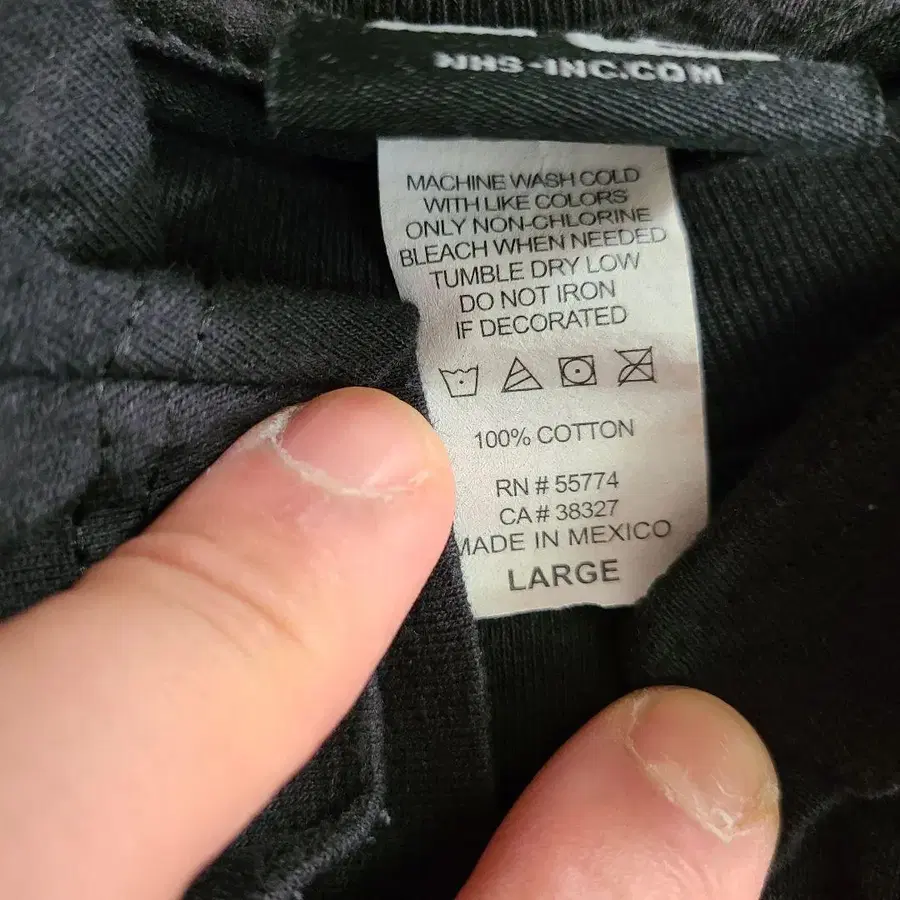 NHS-INC.COM
MACHINE WASH COLD
WITH LIKE COLORS
ONLY NON-CHLORINE
BLEACH WHEN NEEDED
TUMBLE DRY LOW
DO NOT IRON
IF DECORATED
100% COTTON
RN # 55774
CA # 38327
MADE IN MEXICO
LARGE